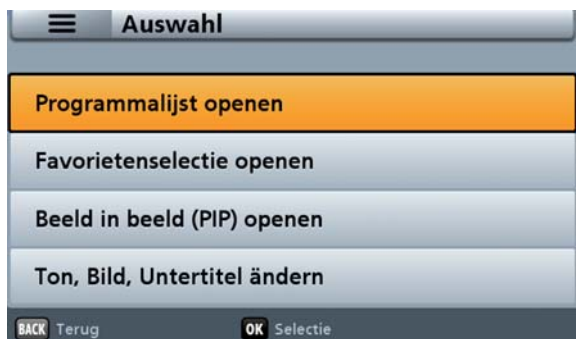 Auswahl
Programmalijst openen
Favorietenselectie openen
Beeld in beeld (PIP) openen
Ton, Bild, Untertitel ändern
BACK Terug OK Selectie